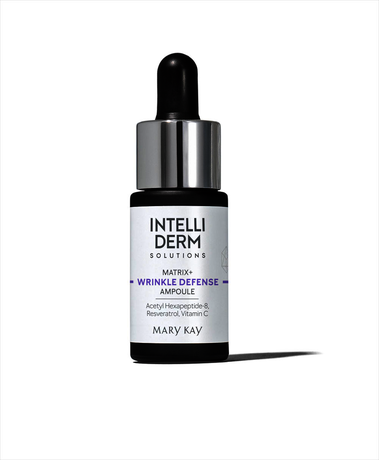 INTELLI
DERM
SOLUTIONS
MATRIX+
WRINKLE DEFENSE
AMPOULE
Acetyl Hexapeptide-8,
Resveratrol, Vitamin C
MARY KAY